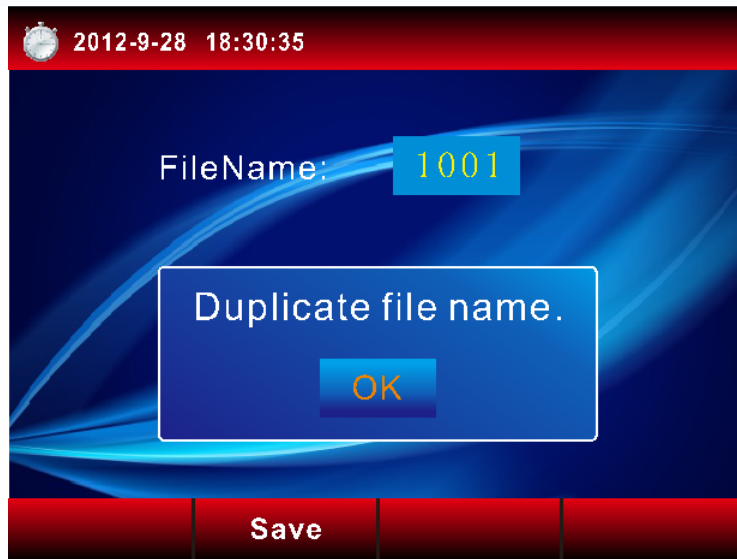 2012-9-28 18:30:35
FileName: 1001
Duplicate file name.
OK
Save